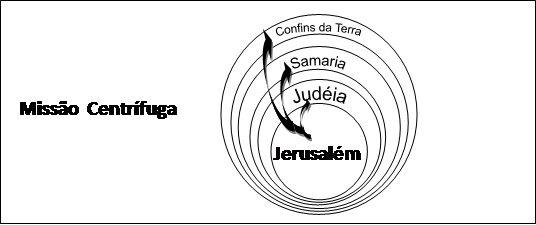 Confins da Terra
Samaria
Judéia
Missão Centrífuga
Jerusalém